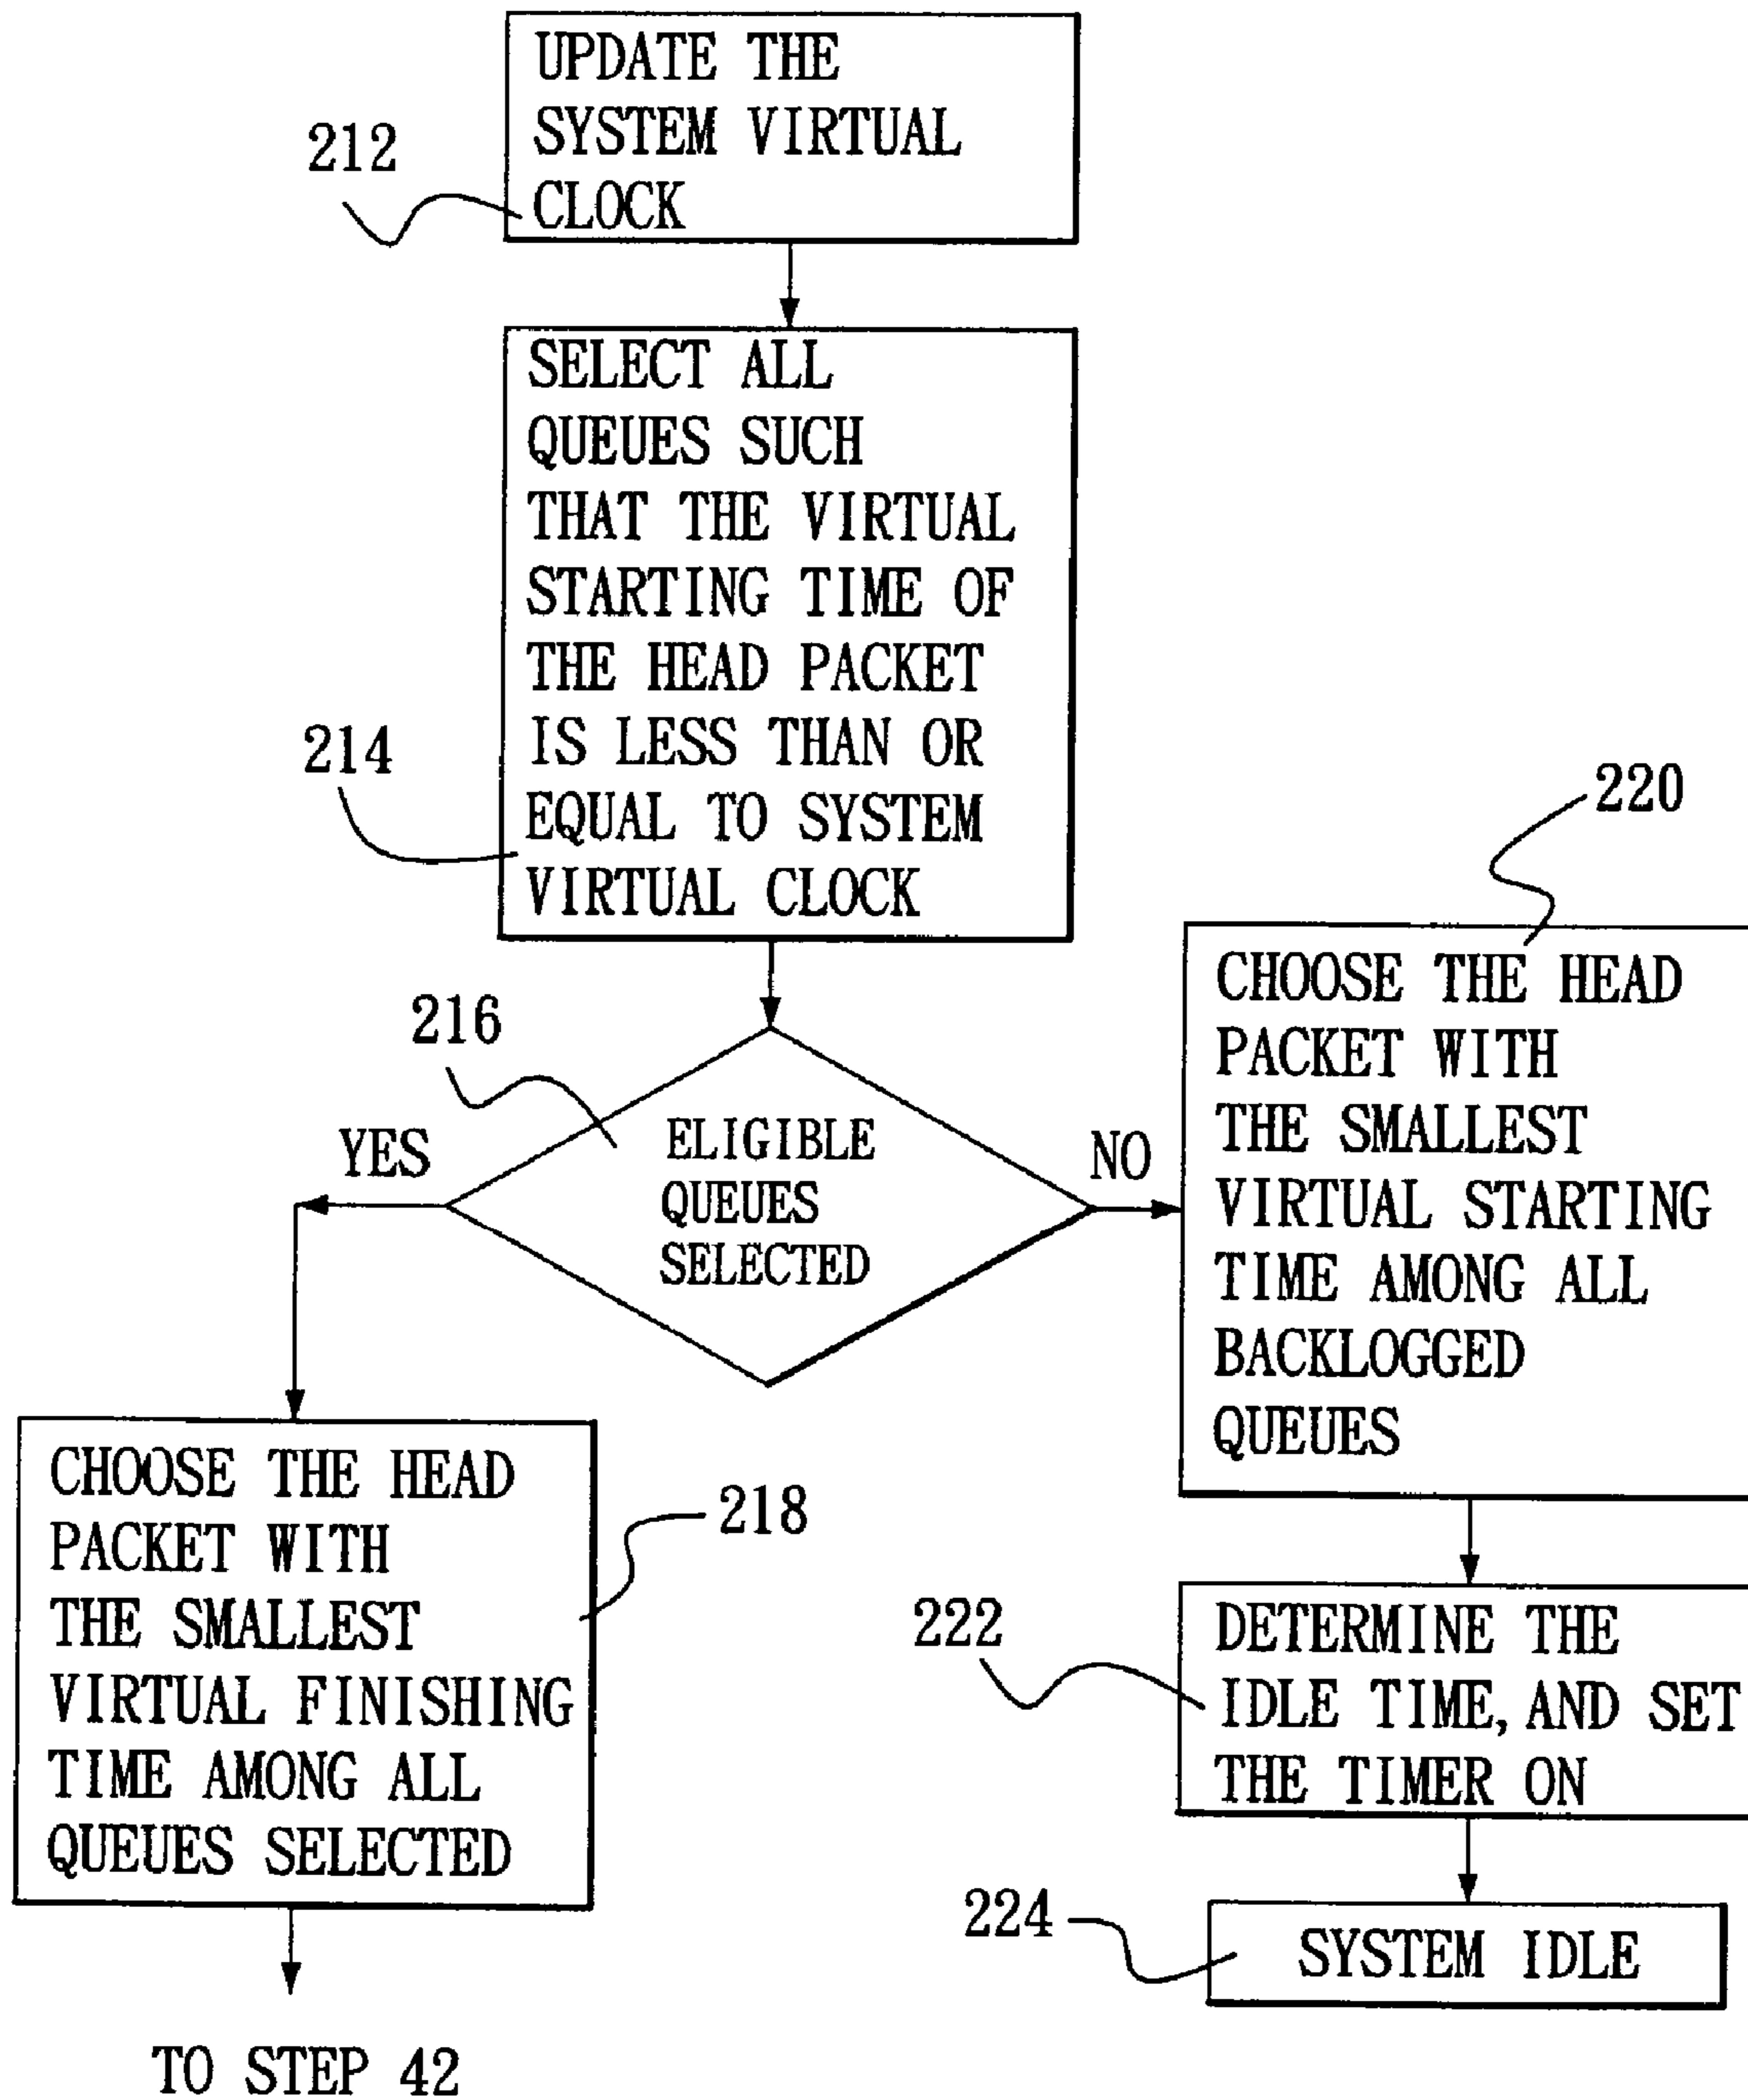 UPDATE THE
SYSTEM VIRTUAL
CLOCK
212
SELECT ALL
QUEUES SUCH
THAT THE VIRTUAL
STARTING TIME OF
THE HEAD PACKET
IS LESS THAN OR
EQUAL TO SYSTEM
VIRTUAL CLOCK
214
216
ELIGIBLE
QUEUES
SELECTED
YES
NO
220
CHOOSE THE HEAD
PACKET WITH
THE SMALLEST
VIRTUAL STARTING
TIME AMONG ALL
BACKLOGGED
QUEUES
CHOOSE THE HEAD
PACKET WITH
THE SMALLEST
VIRTUAL FINISHING
TIME AMONG ALL
QUEUES SELECTED
218
222
DETERMINE THE
IDLE TIME, AND SET
THE TIMER ON
224
SYSTEM IDLE
TO STEP 42